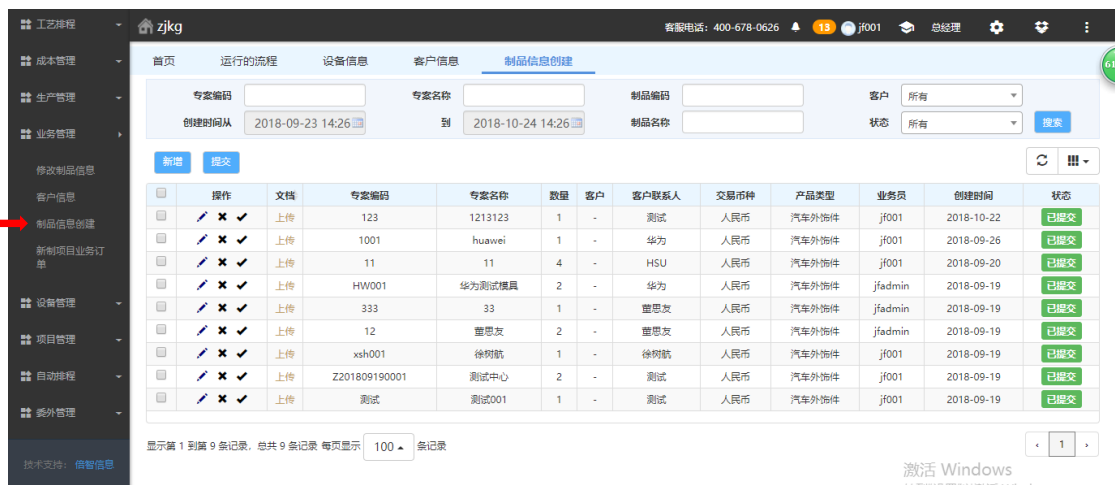 zjkg 客服电话：400-678-0626 13 jf001 总经理
工艺排程
成本管理
生产管理
业务管理
修改制品信息
客户信息
制品信息创建
新制项目业务订
单
设备管理
项目管理
自动排程
委外管理
技术支持： 倍智信息
首页 运行的流程 设备信息 客户信息 制品信息创建
61
专案编码 专案名称 制品编码 客户 所有
创建时间从 2018-09-23 14:26 到 2018-10-24 14:26 制品名称 状态 所有 搜索
新增 提交
操作 文档 专案编码 专案名称 数量 客户 客户联系人 交易币种 产品类型 业务员 创建时间 状态
上传 123 1213123 1 - 测试 人民币 汽车外饰件 jf001 2018-10-22 已提交
上传 1001 huawei 1 - 华为 人民币 汽车外饰件 jf001 2018-09-26 已提交
上传 11 11 4 - HSU 人民币 汽车外饰件 jf001 2018-09-20 已提交
上传 HW001 华为测试模具 2 - 华为 人民币 汽车外饰件 jfadmin 2018-09-19 已提交
上传 333 33 1 - 董思友 人民币 汽车外饰件 jfadmin 2018-09-19 已提交
上传 12 董思友 2 - 董思友 人民币 汽车外饰件 jfadmin 2018-09-19 已提交
上传 xsh001 徐树航 1 - 徐树航 人民币 汽车外饰件 jf001 2018-09-19 已提交
上传 Z201809190001 测试中心 2 - 测试 人民币 汽车外饰件 jf001 2018-09-19 已提交
上传 测试 测试001 1 - 测试 人民币 汽车外饰件 jf001 2018-09-19 已提交
显示第 1 到第 9 条记录，总共 9 条记录 每页显示 100 条记录 ‹ 1 ›
激活 Windows